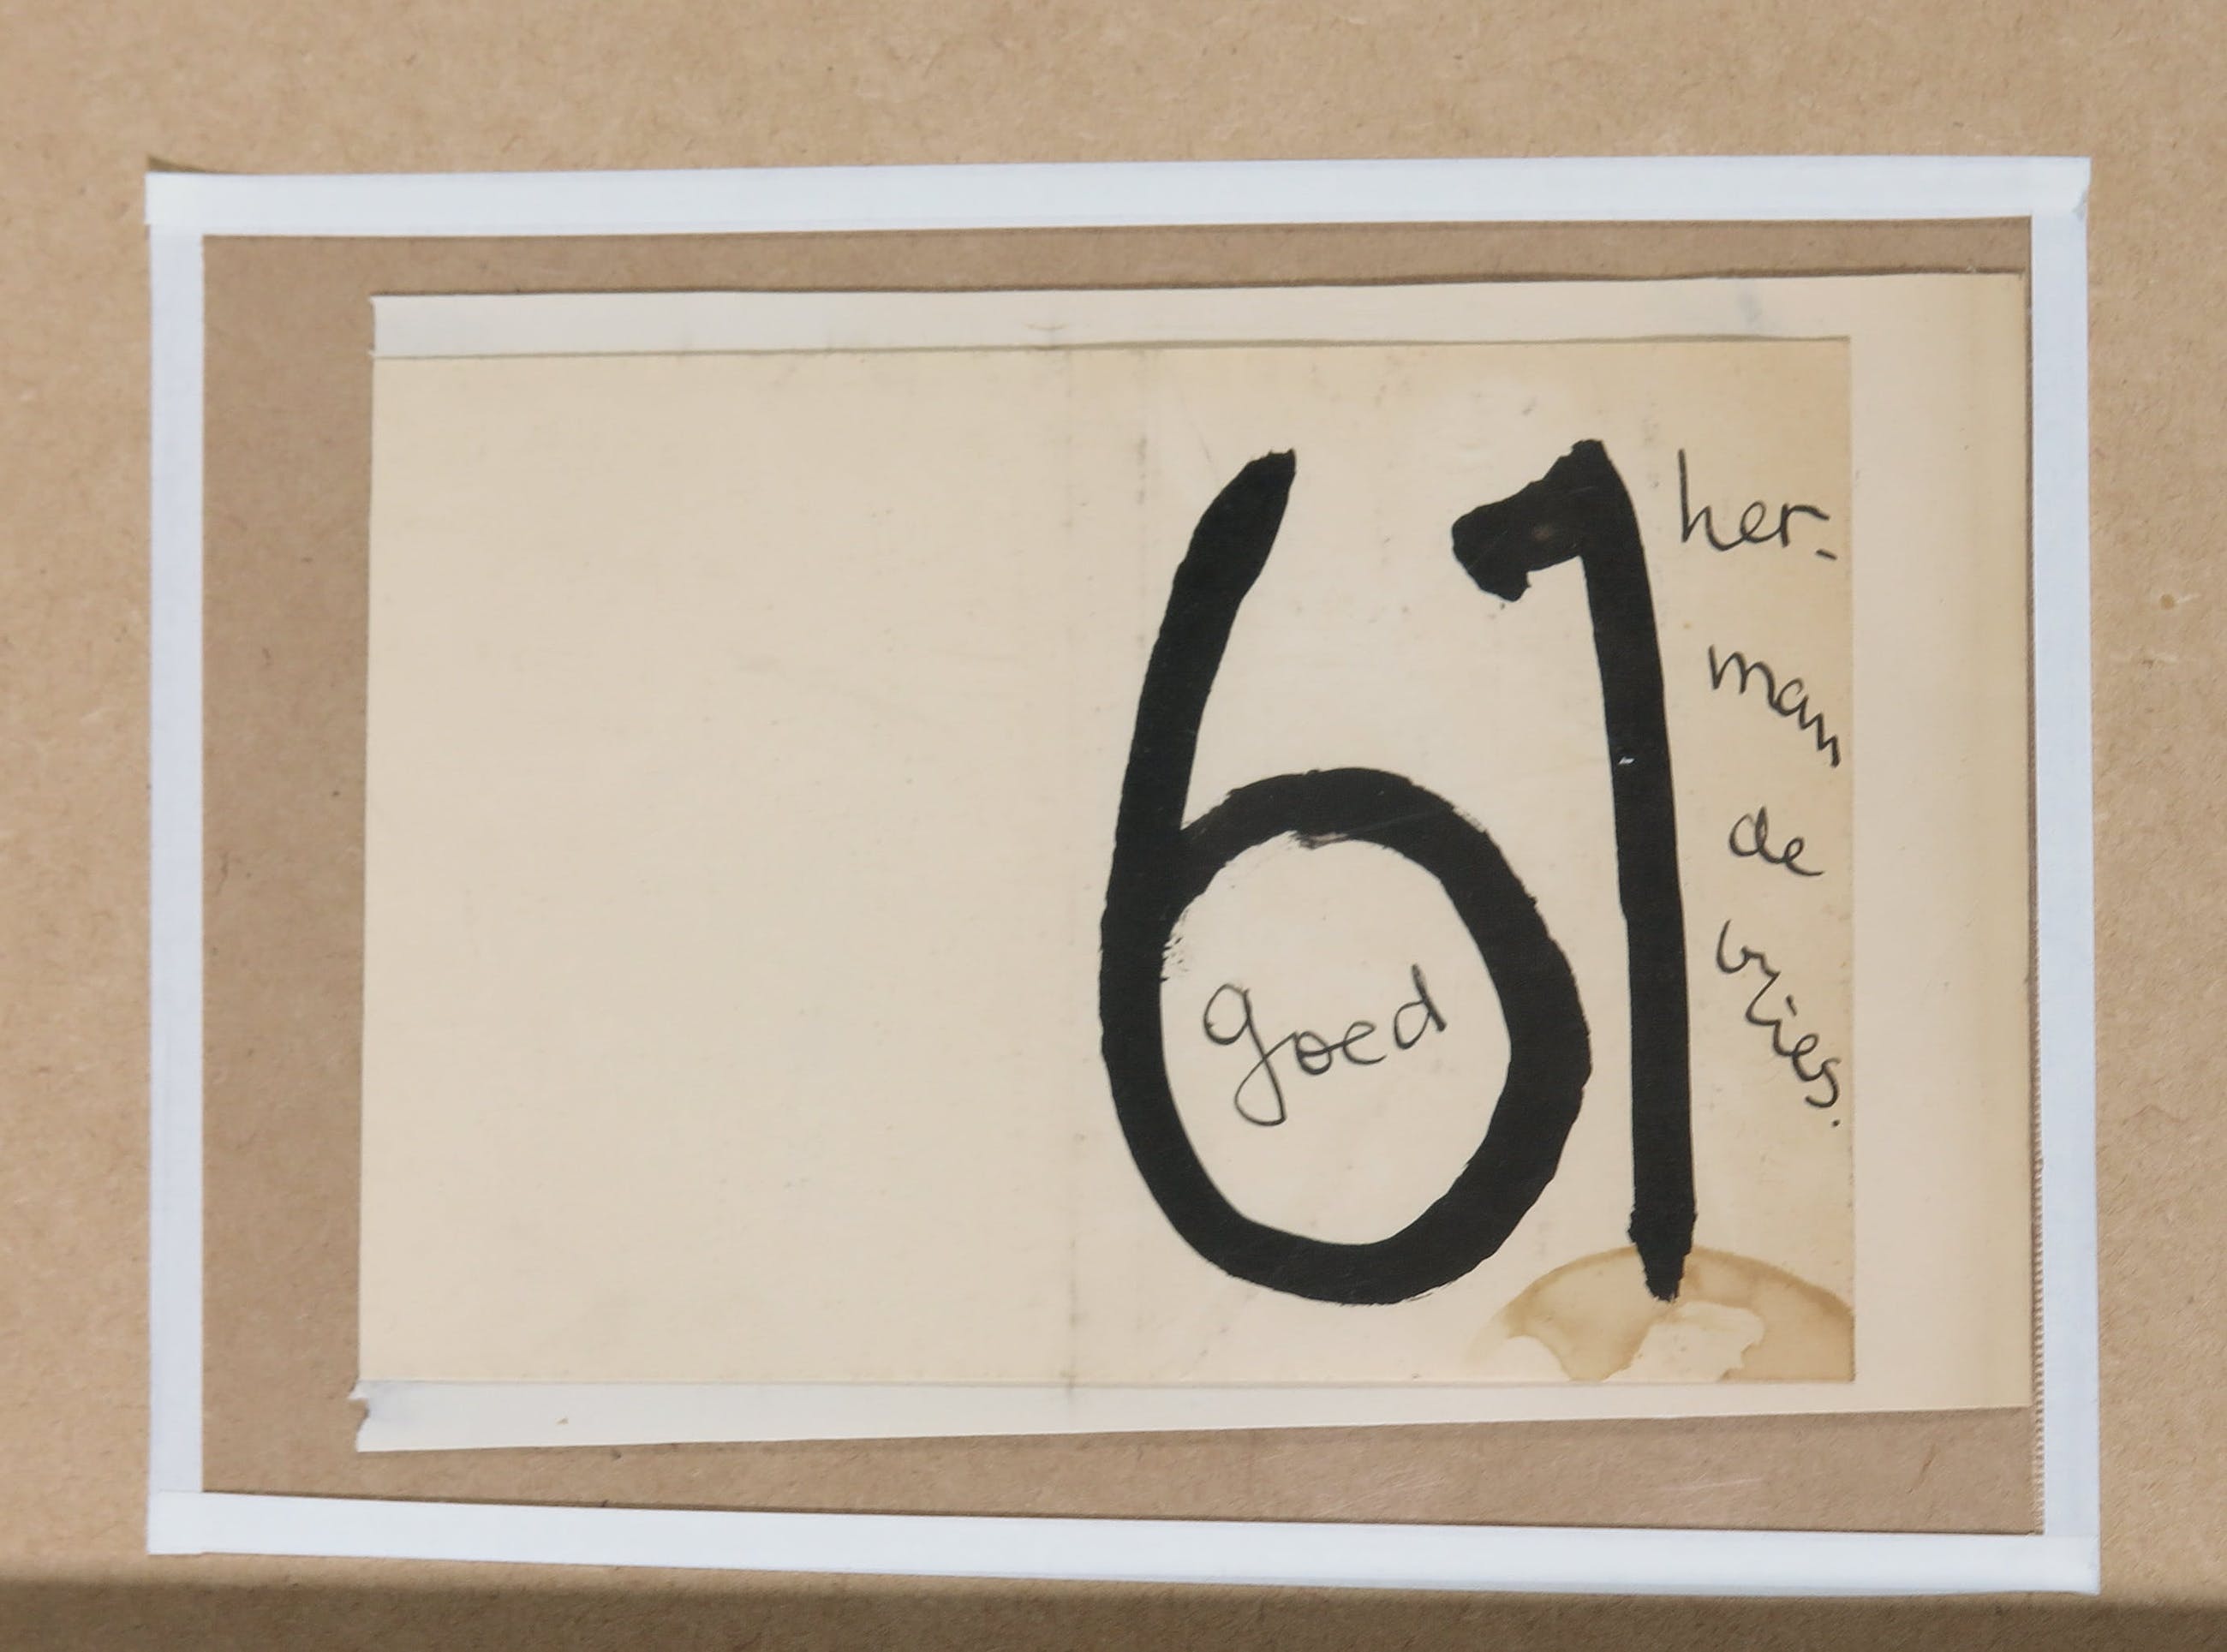 61
goed
her-
man
de
vries.